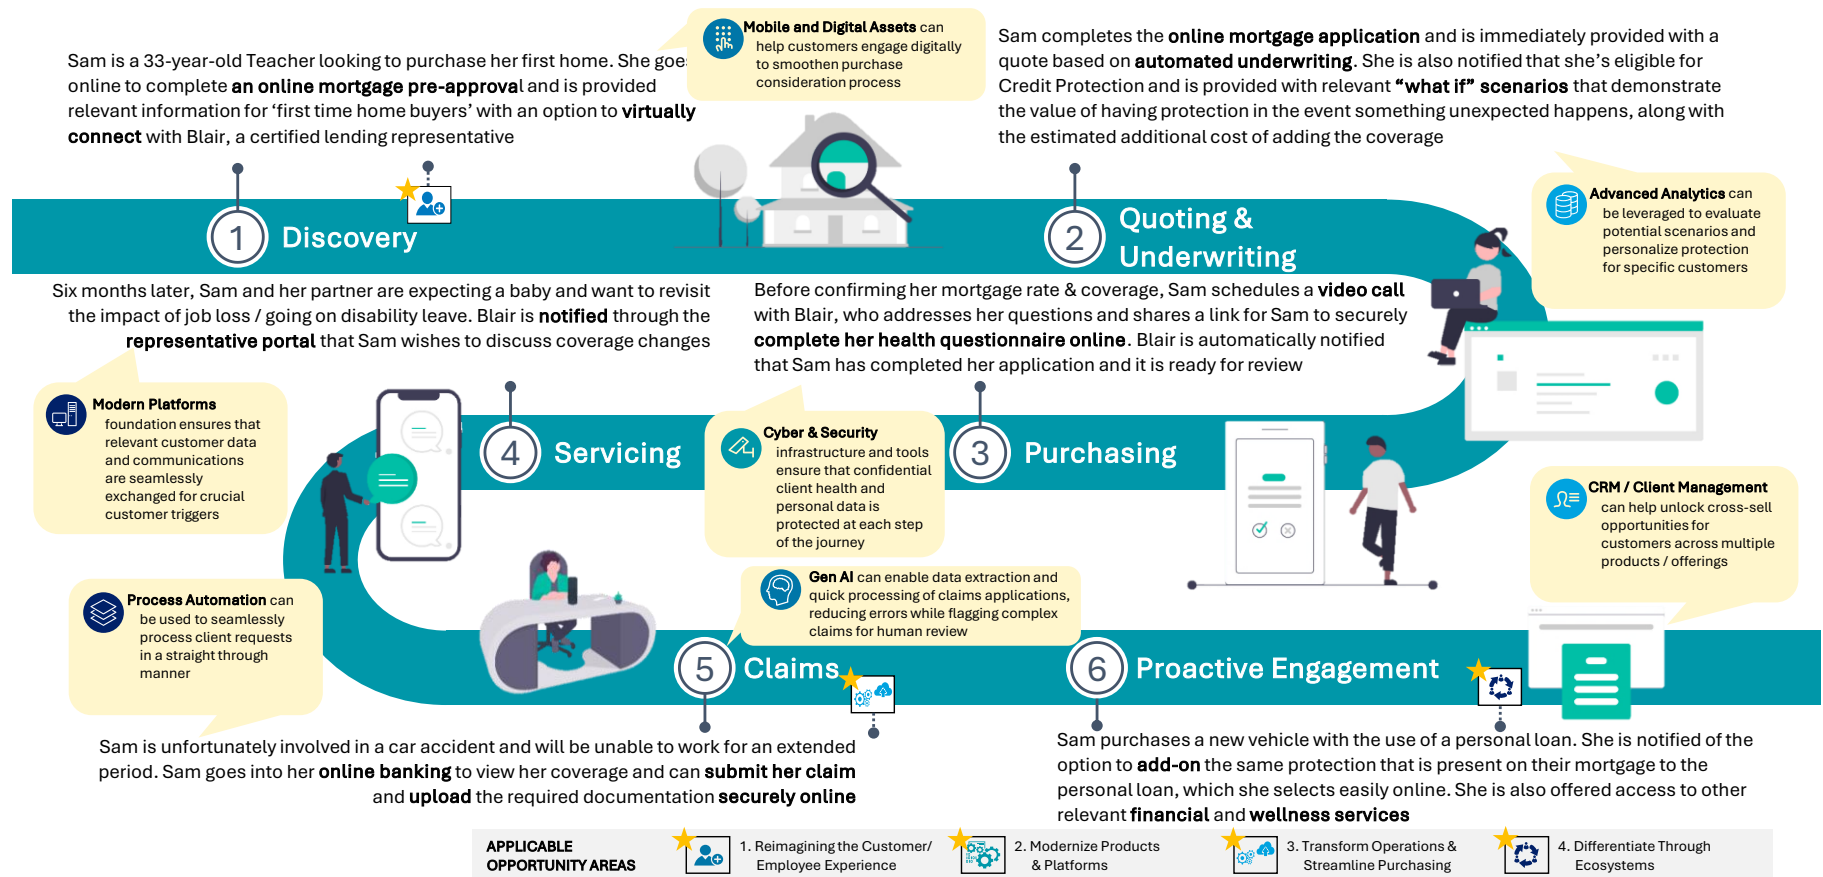 Sam is a 33-year-old Teacher looking to purchase her first home. She goes
online to complete an online mortgage pre-approval and is provided
relevant information for ‘first time home buyers’ with an option to virtually
connect with Blair, a certified lending representative
Mobile and Digital Assets can
help customers engage digitally
to smoothen purchase
consideration process
Sam completes the online mortgage application and is immediately provided with a
quote based on automated underwriting. She is also notified that she’s eligible for
Credit Protection and is provided with relevant “what if” scenarios that demonstrate
the value of having protection in the event something unexpected happens, along with
the estimated additional cost of adding the coverage
1 Discovery
2 Quoting &
Underwriting
Advanced Analytics can
be leveraged to evaluate
potential scenarios and
personalize protection
for specific customers
Before confirming her mortgage rate & coverage, Sam schedules a video call
with Blair, who addresses her questions and shares a link for Sam to securely
complete her health questionnaire online. Blair is automatically notified
that Sam has completed her application and it is ready for review
3 Purchasing
Cyber & Security
infrastructure and tools
ensure that confidential
client health and
personal data is
protected at each step
of the journey
Six months later, Sam and her partner are expecting a baby and want to revisit
the impact of job loss / going on disability leave. Blair is notified through the
representative portal that Sam wishes to discuss coverage changes
4 Servicing
Modern Platforms
foundation ensures that
relevant customer data
and communications
are seamlessly
exchanged for crucial
customer triggers
Process Automation can
be used to seamlessly
process client requests
in a straight through
manner
Gen AI can enable data extraction and
quick processing of claims applications,
reducing errors while flagging complex
claims for human review
5 Claims
Sam is unfortunately involved in a car accident and will be unable to work for an extended
period. Sam goes into her online banking to view her coverage and can submit her claim
and upload the required documentation securely online
CRM / Client Management
can help unlock cross-sell
opportunities for
customers across multiple
products / offerings
6 Proactive Engagement
Sam purchases a new vehicle with the use of a personal loan. She is notified of the
option to add-on the same protection that is present on their mortgage to the
personal loan, which she selects easily online. She is also offered access to other
relevant financial and wellness services
APPLICABLE
OPPORTUNITY AREAS
1. Reimagining the Customer/
Employee Experience
2. Modernize Products
& Platforms
3. Transform Operations &
Streamline Purchasing
4. Differentiate Through
Ecosystems